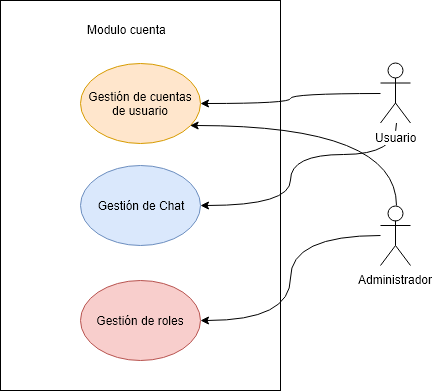 Modulo cuenta
Gestión de cuentas
de usuario
Usuario
Gestión de Chat
Administrador
Gestión de roles